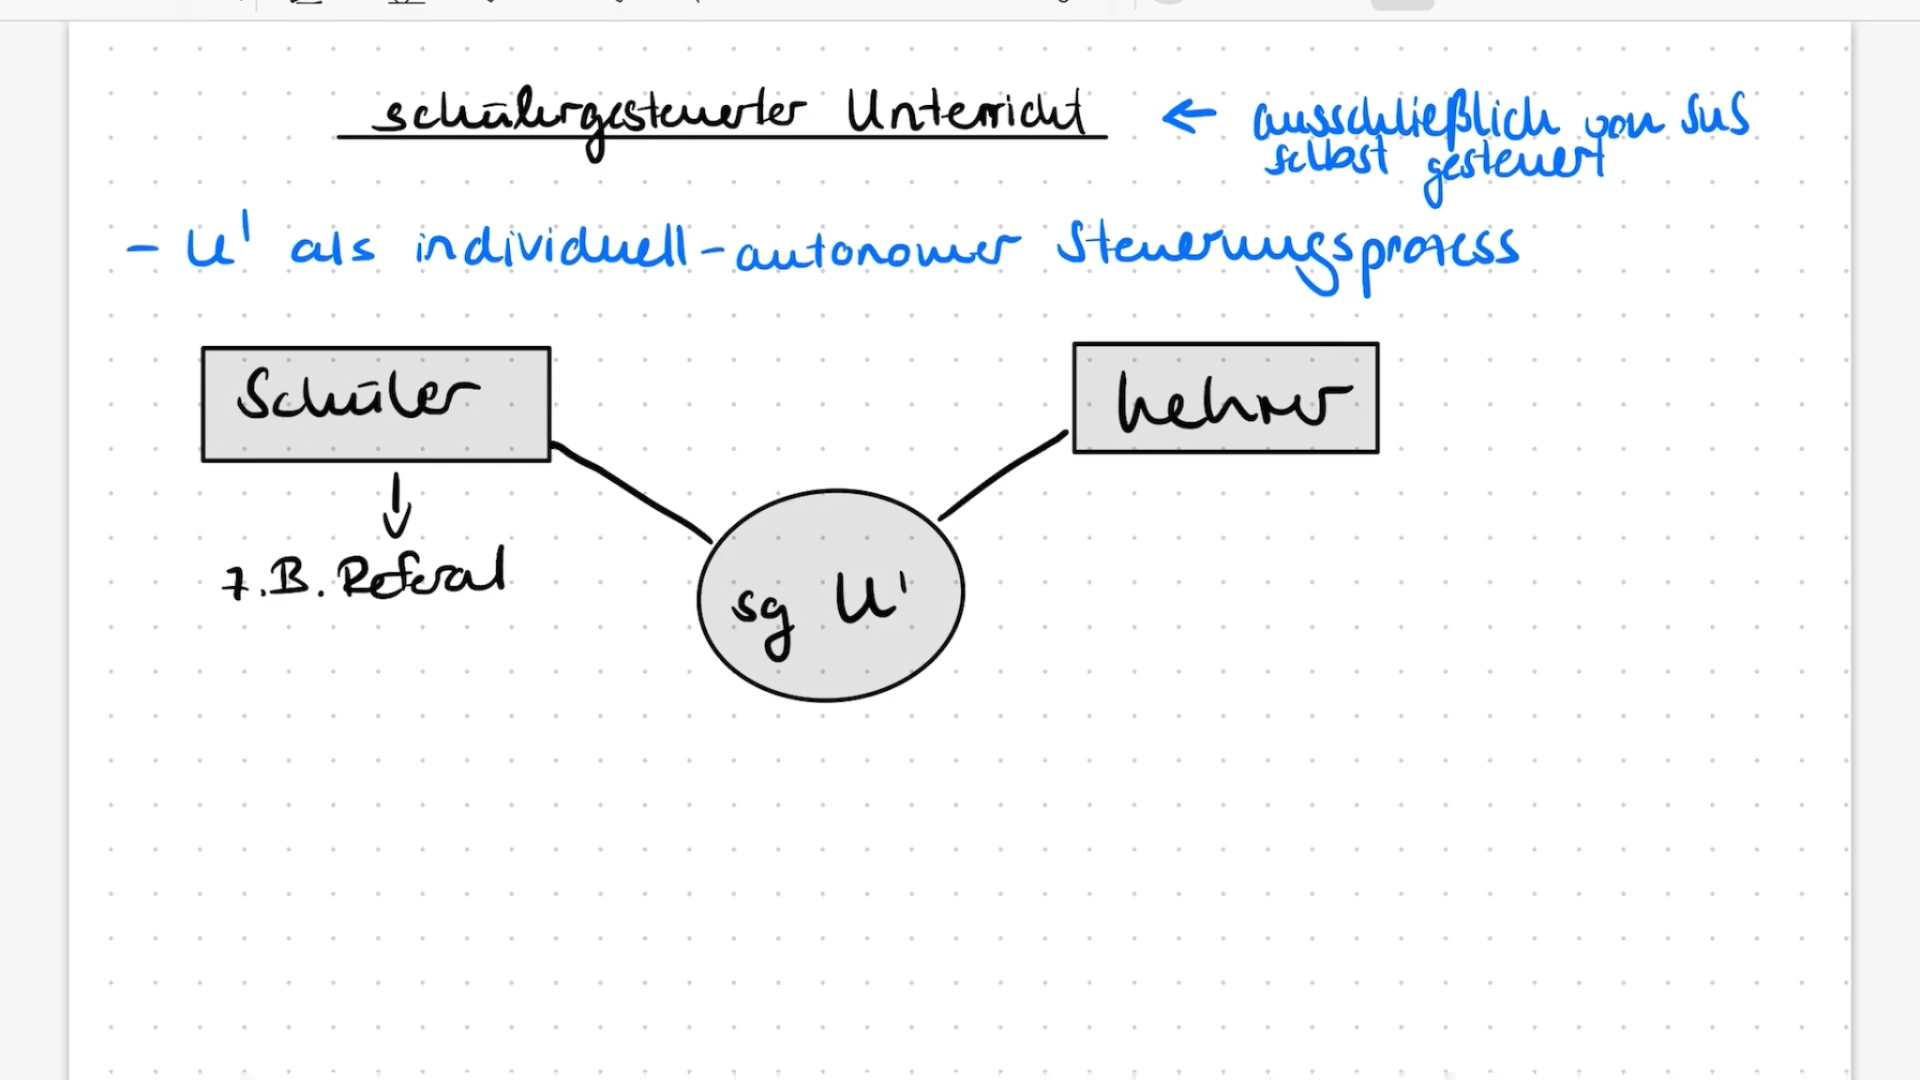 schülergesteuerter Unterricht ← ausschließlich von SuS
selbst gesteuert
- U' als individuell-autonomer Steuerungsprozess
Schüler
Lehrer
↓
z.B. Referat
sg U'